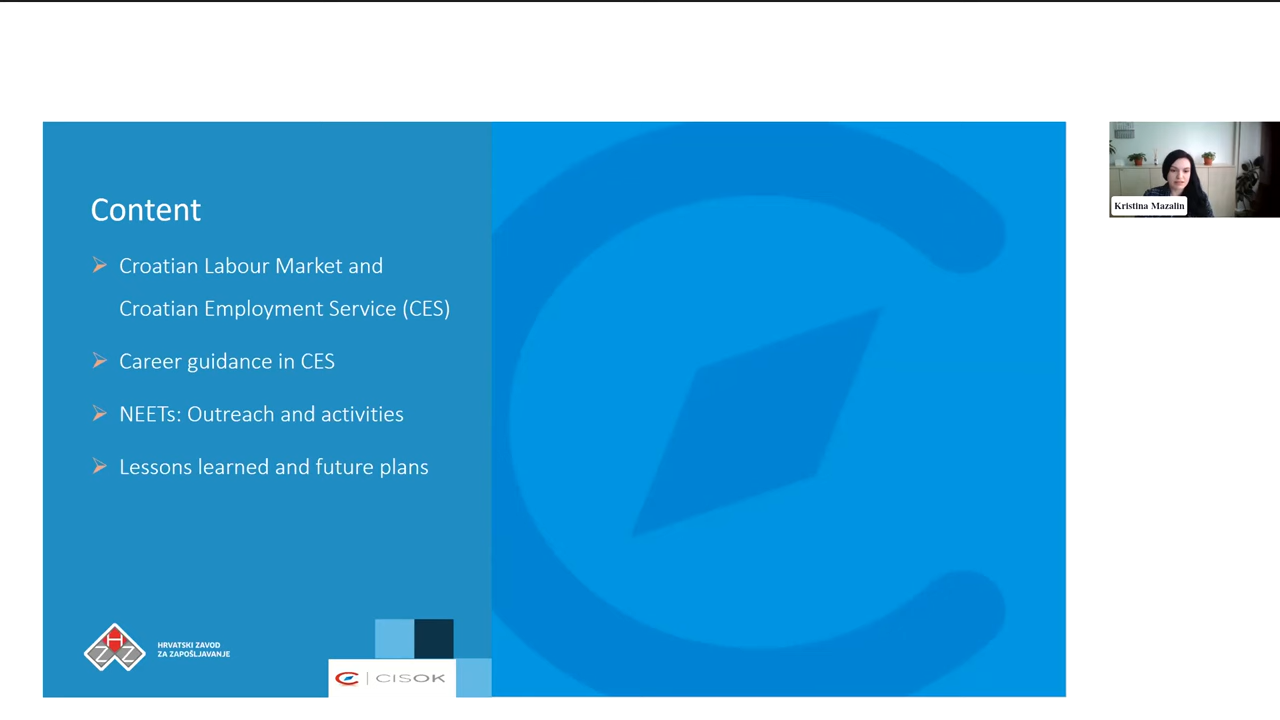 Content
Croatian Labour Market and
Croatian Employment Service (CES)
Career guidance in CES
NEETs: Outreach and activities
Lessons learned and future plans
HZZ
HRVATSKI ZAVOD
ZA ZAPOŠLJAVANJE
CISOK
Kristina Mazalin